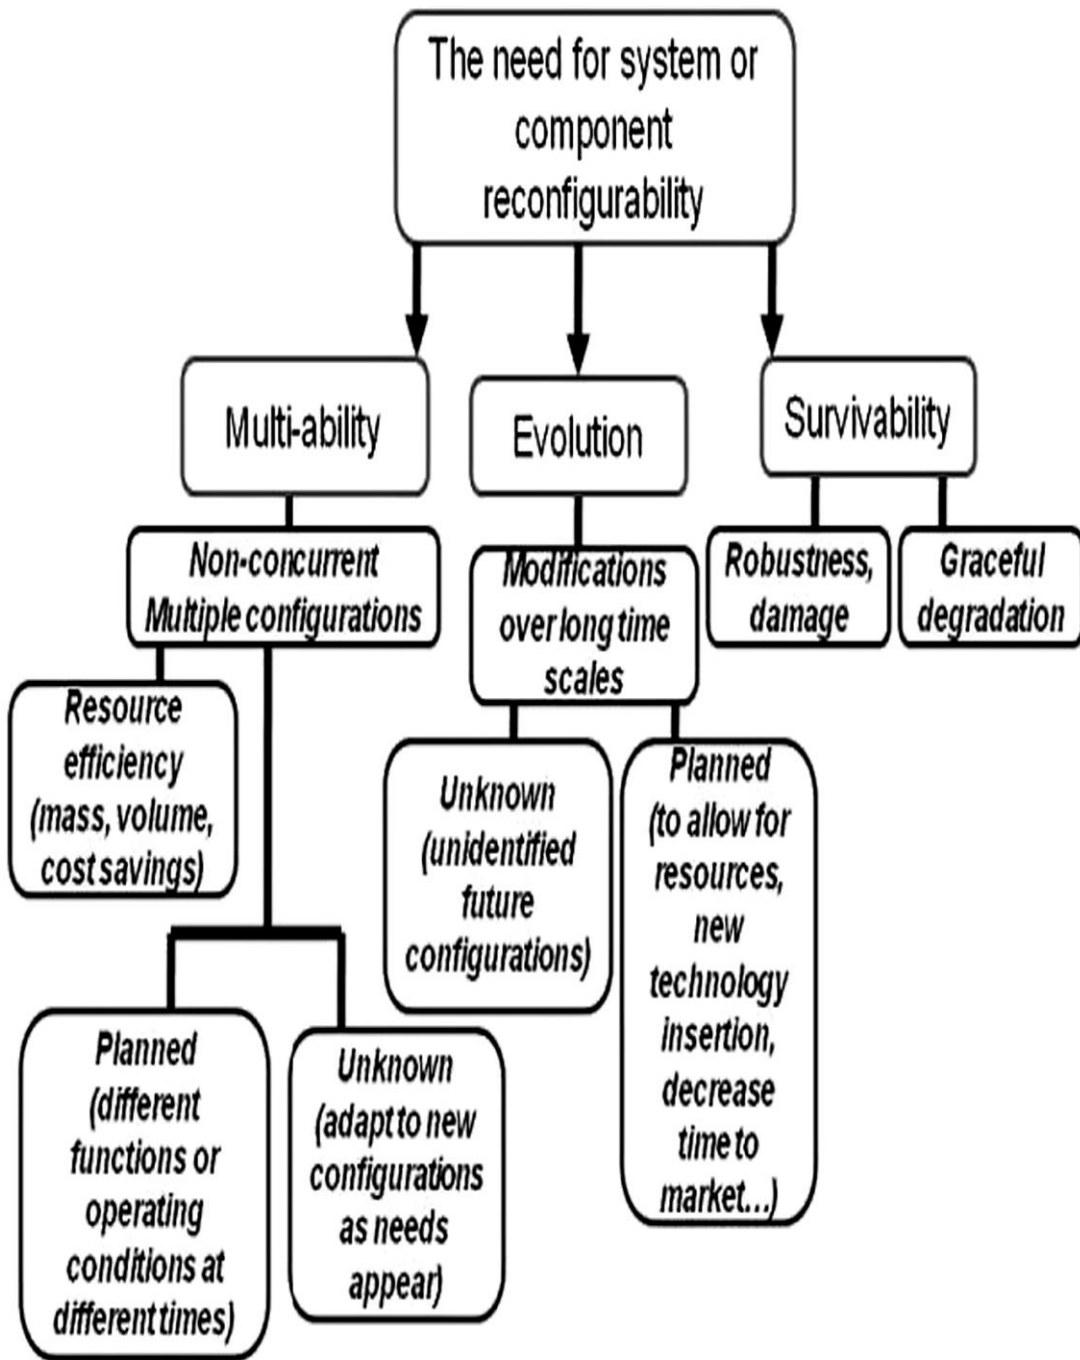 The need for system or
component
reconfigurability
Multi-ability
Evolution
Survivability
Non-concurrent
Multiple configurations
Modifications
over long time
scales
Robustness,
damage
Graceful
degradation
Resource
efficiency
(mass, volume,
cost savings)
Unknown
(unidentified
future
configurations)
Planned
(to allow for
resources,
new
technology
insertion,
decrease
time to
market...)
Planned
(different
functions or
operating
conditions at
different times)
Unknown
(adapt to new
configurations
as needs
appear)